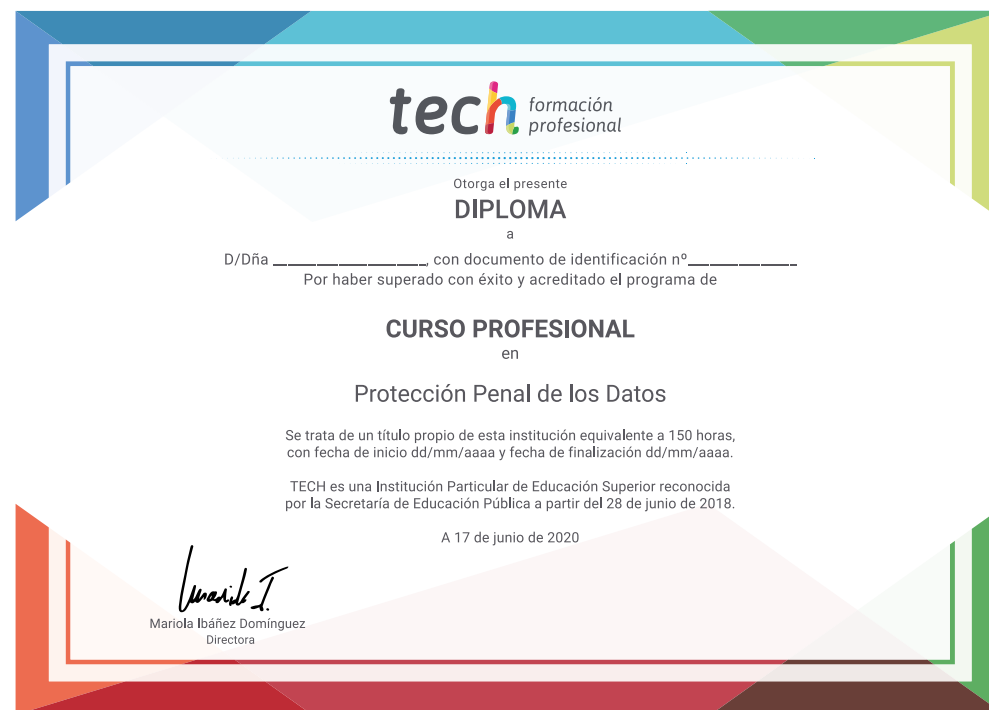 tech formación
profesional
Otorga el presente
DIPLOMA
a
D/Dña ____________________, con documento de identificación nº______________
Por haber superado con éxito y acreditado el programa de
CURSO PROFESIONAL
en
Protección Penal de los Datos
Se trata de un título propio de esta institución equivalente a 150 horas,
con fecha de inicio dd/mm/aaaa y fecha de finalización dd/mm/aaaa.
TECH es una Institución Particular de Educación Superior reconocida
por la Secretaría de Educación Pública a partir del 28 de junio de 2018.
A 17 de junio de 2020
Mariola Ibáñez Domínguez
Directora